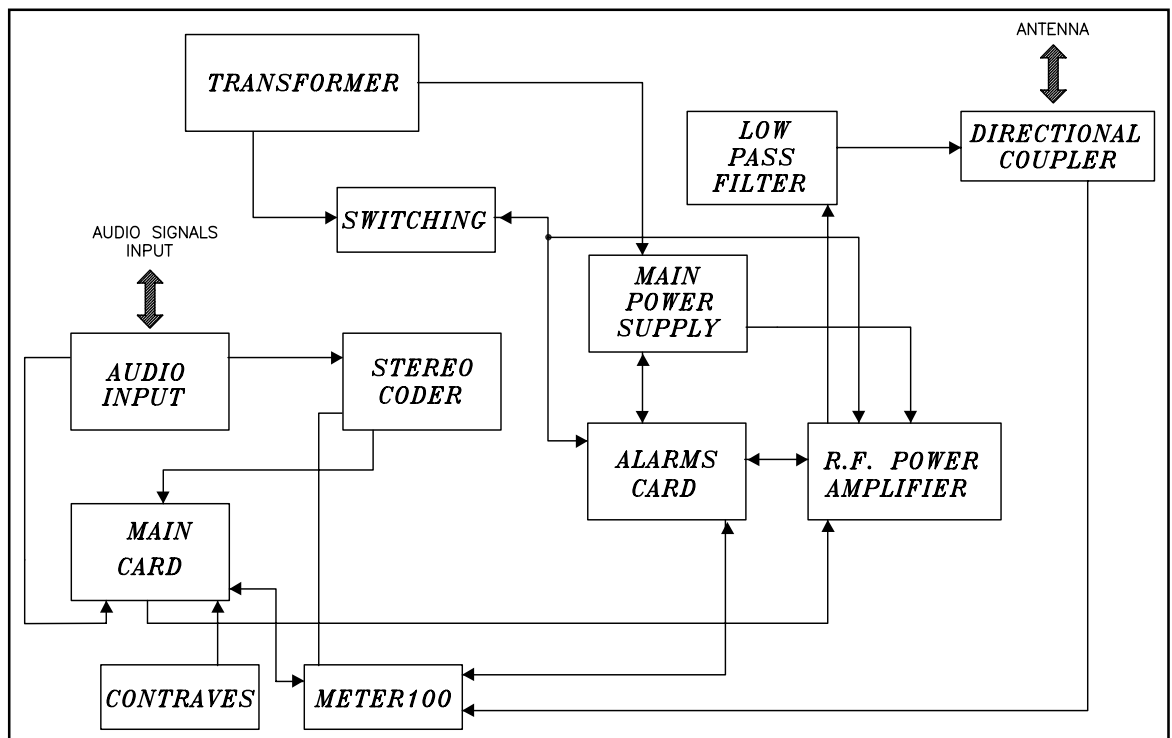 ANTENNA
TRANSFORMER
LOW
PASS
FILTER
DIRECTIONAL
COUPLER
SWITCHING
AUDIO SIGNALS
INPUT
MAIN
POWER
SUPPLY
AUDIO
INPUT
STEREO
CODER
ALARMS
CARD
R.F. POWER
AMPLIFIER
MAIN
CARD
CONTRAVES
METER100